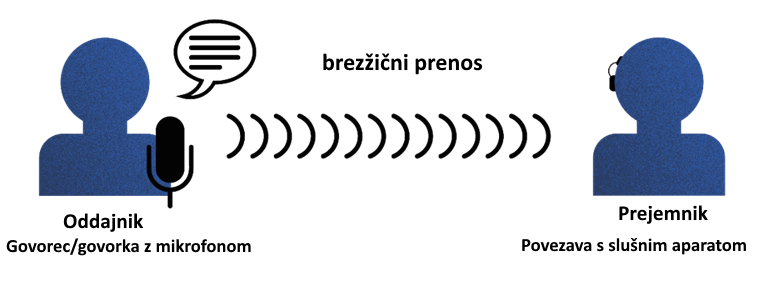 brezžični prenos
Oddajnik
Govorec/govorka z mikrofonom
Prejemnik
Povezava s slušnim aparatom